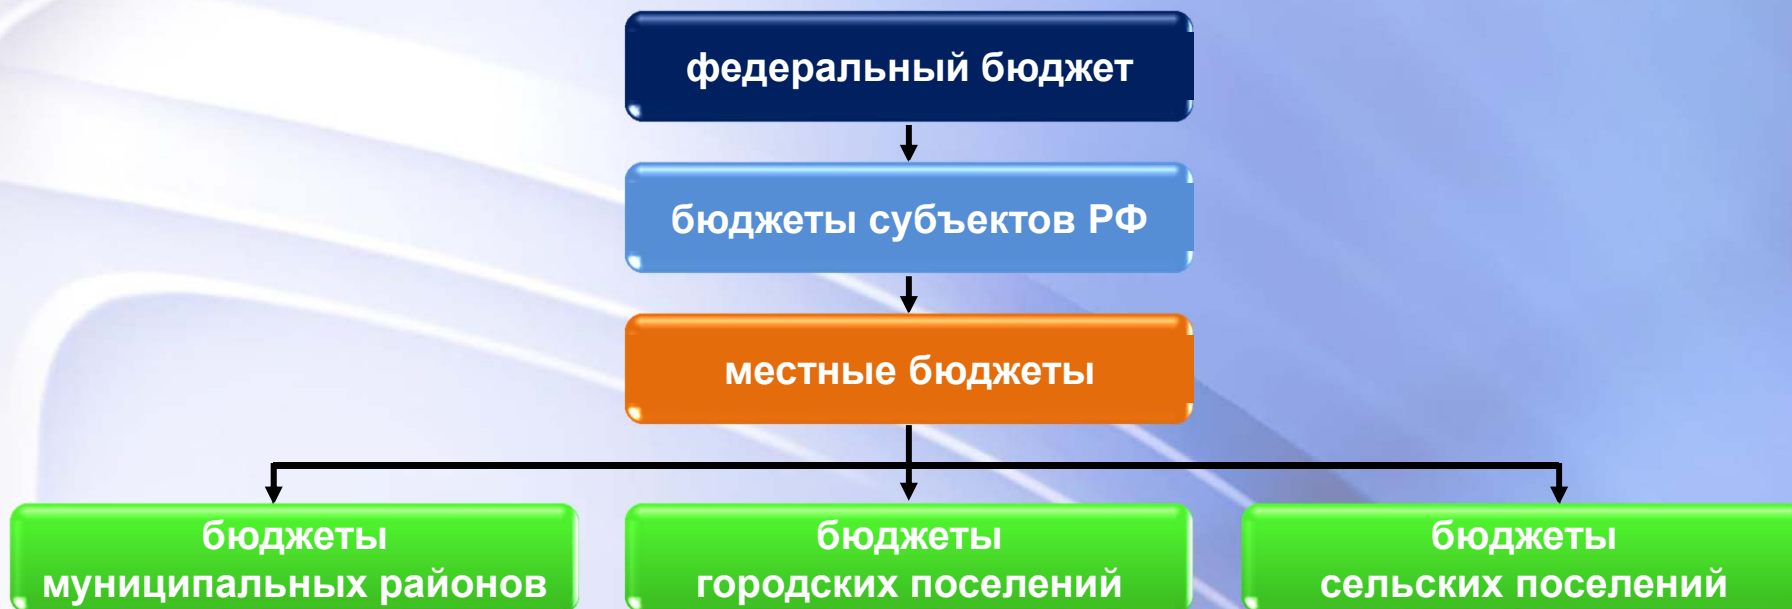 федеральный бюджет
бюджеты субъектов РФ
местные бюджеты
бюджеты
муниципальных районов
бюджеты
городских поселений
бюджеты
сельских поселений